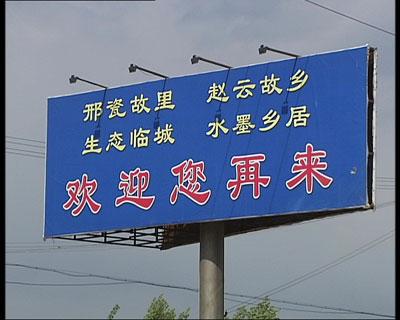 邢瓷故里 赵云故乡
生态临城 水墨乡居
欢迎您再来